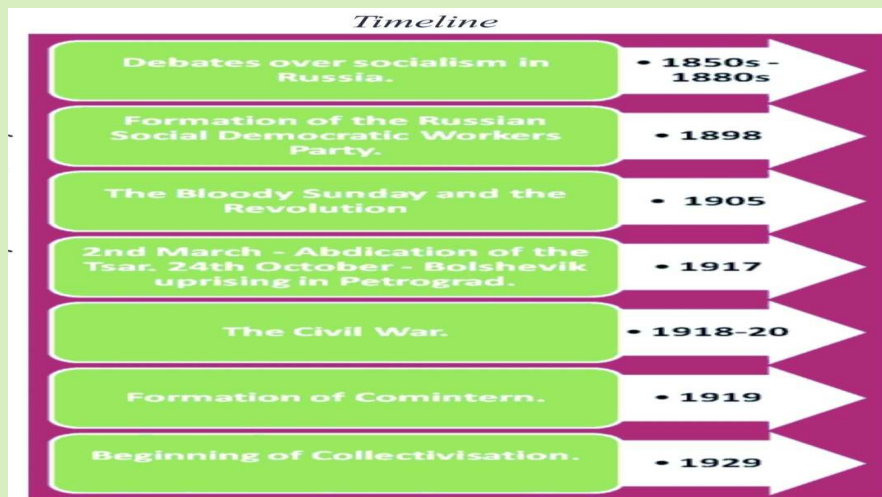 Timeline
Debates over socialism in
Russia.
• 1850s -
1880s
Formation of the Russian
Social Democratic Workers
Party.
• 1898
The Bloody Sunday and the
Revolution
• 1905
2nd March - Abdication of the
Tsar. 24th October - Bolshevik
uprising in Petrograd.
• 1917
The Civil War.
• 1918-20
Formation of Comintern.
• 1919
Beginning of Collectivisation.
• 1929